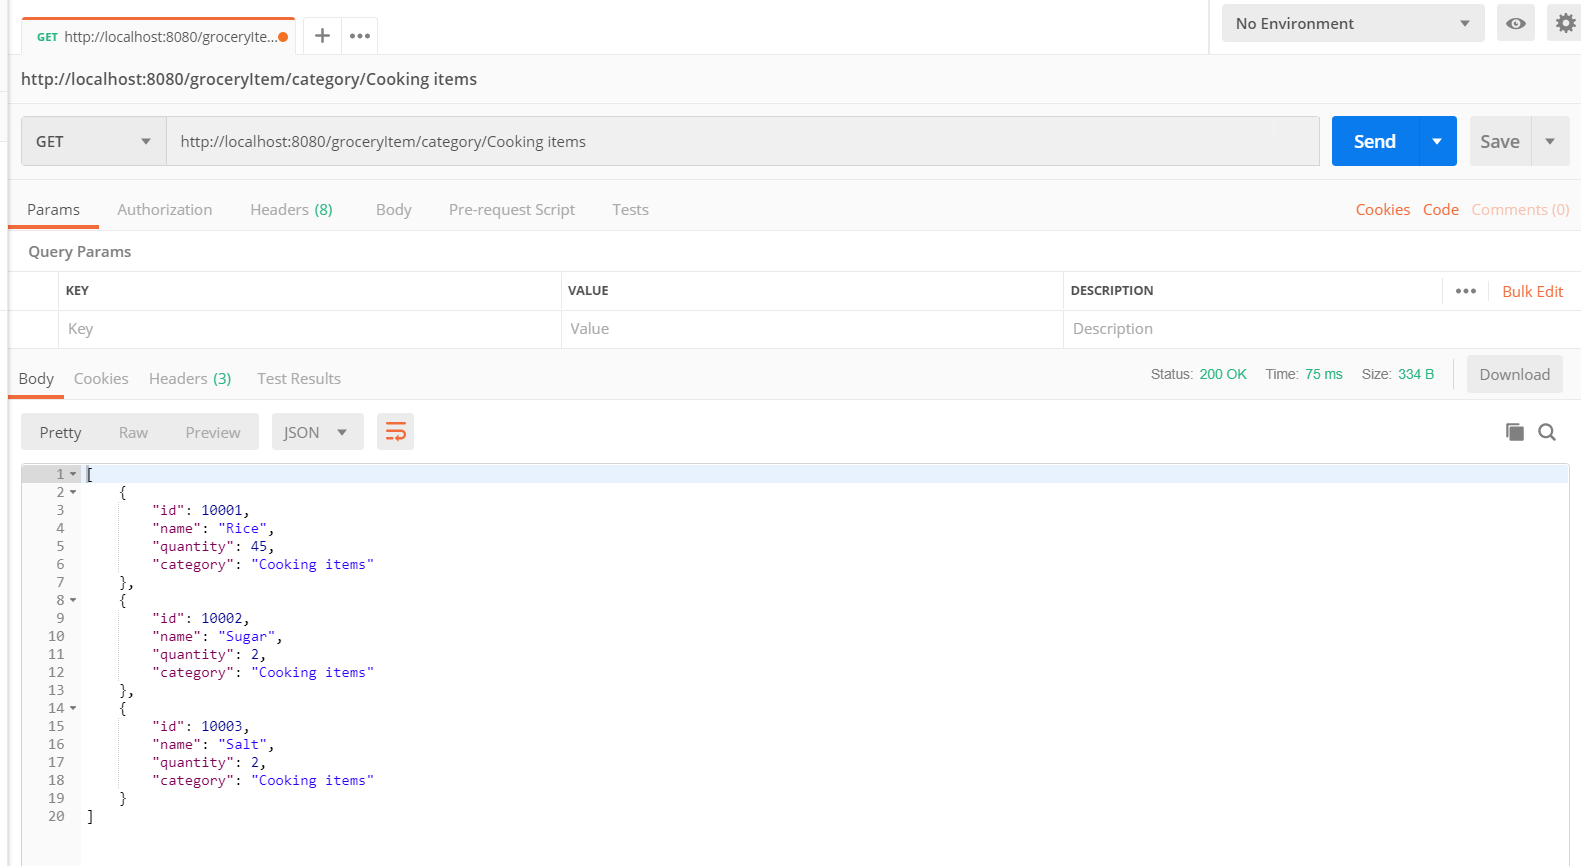 GET http://localhost:8080/groceryIte... No Environment
http://localhost:8080/groceryItem/category/Cooking items
GET http://localhost:8080/groceryItem/category/Cooking items Send Save
Params Authorization Headers (8) Body Pre-request Script Tests Cookies Code Comments (0)
Query Params
KEY VALUE DESCRIPTION Bulk Edit
Key Value Description
Body Cookies Headers (3) Test Results Status: 200 OK Time: 75 ms Size: 334 B Download
Pretty Raw Preview JSON
1 [
2 {
3 "id": 10001,
4 "name": "Rice",
5 "quantity": 45,
6 "category": "Cooking items"
7 },
8 {
9 "id": 10002,
10 "name": "Sugar",
11 "quantity": 2,
12 "category": "Cooking items"
13 },
14 {
15 "id": 10003,
16 "name": "Salt",
17 "quantity": 2,
18 "category": "Cooking items"
19 }
20 ]